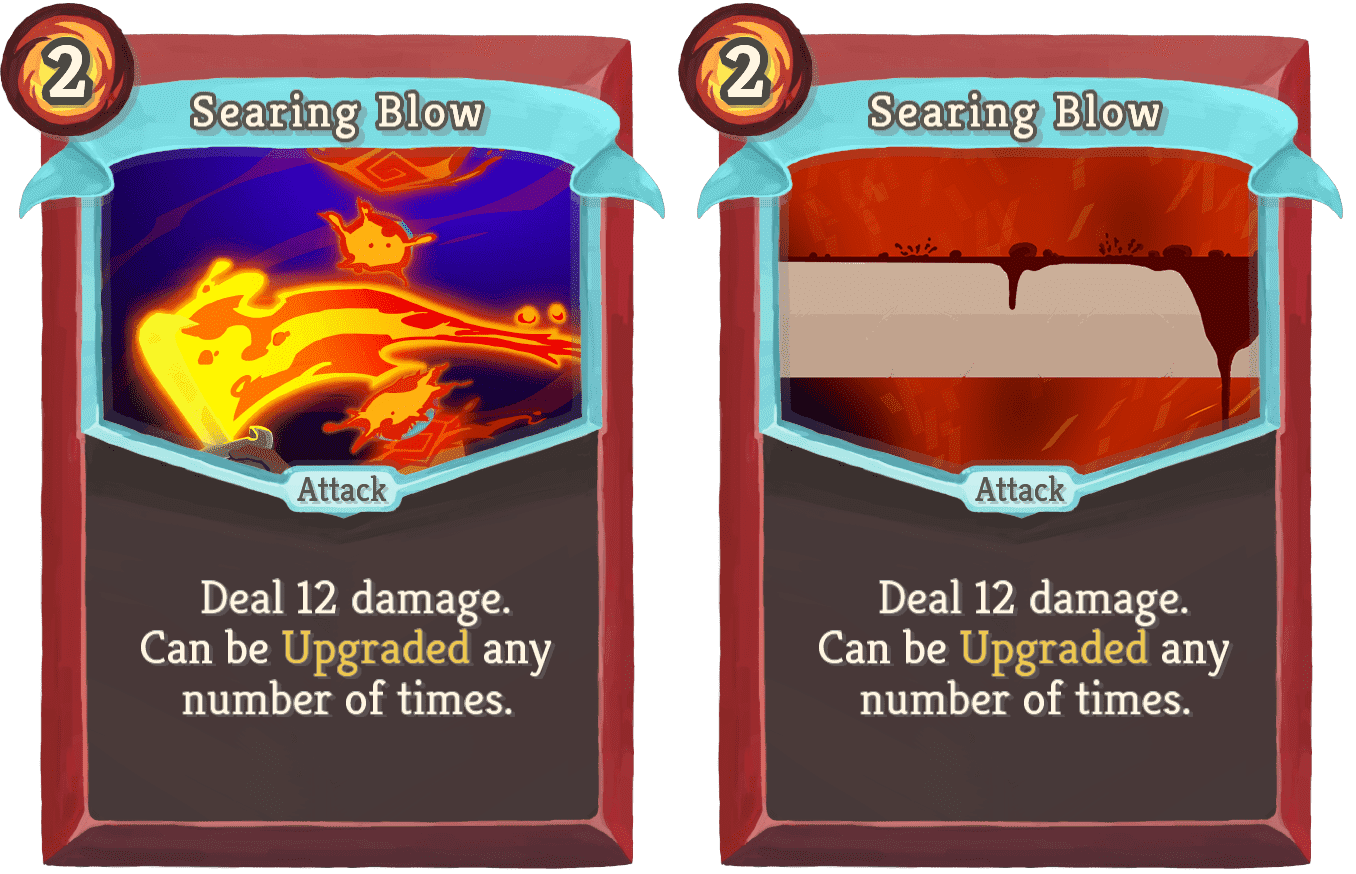 2
Searing Blow
Attack
Deal 12 damage.
Can be Upgraded any
number of times.
2
Searing Blow
Attack
Deal 12 damage.
Can be Upgraded any
number of times.